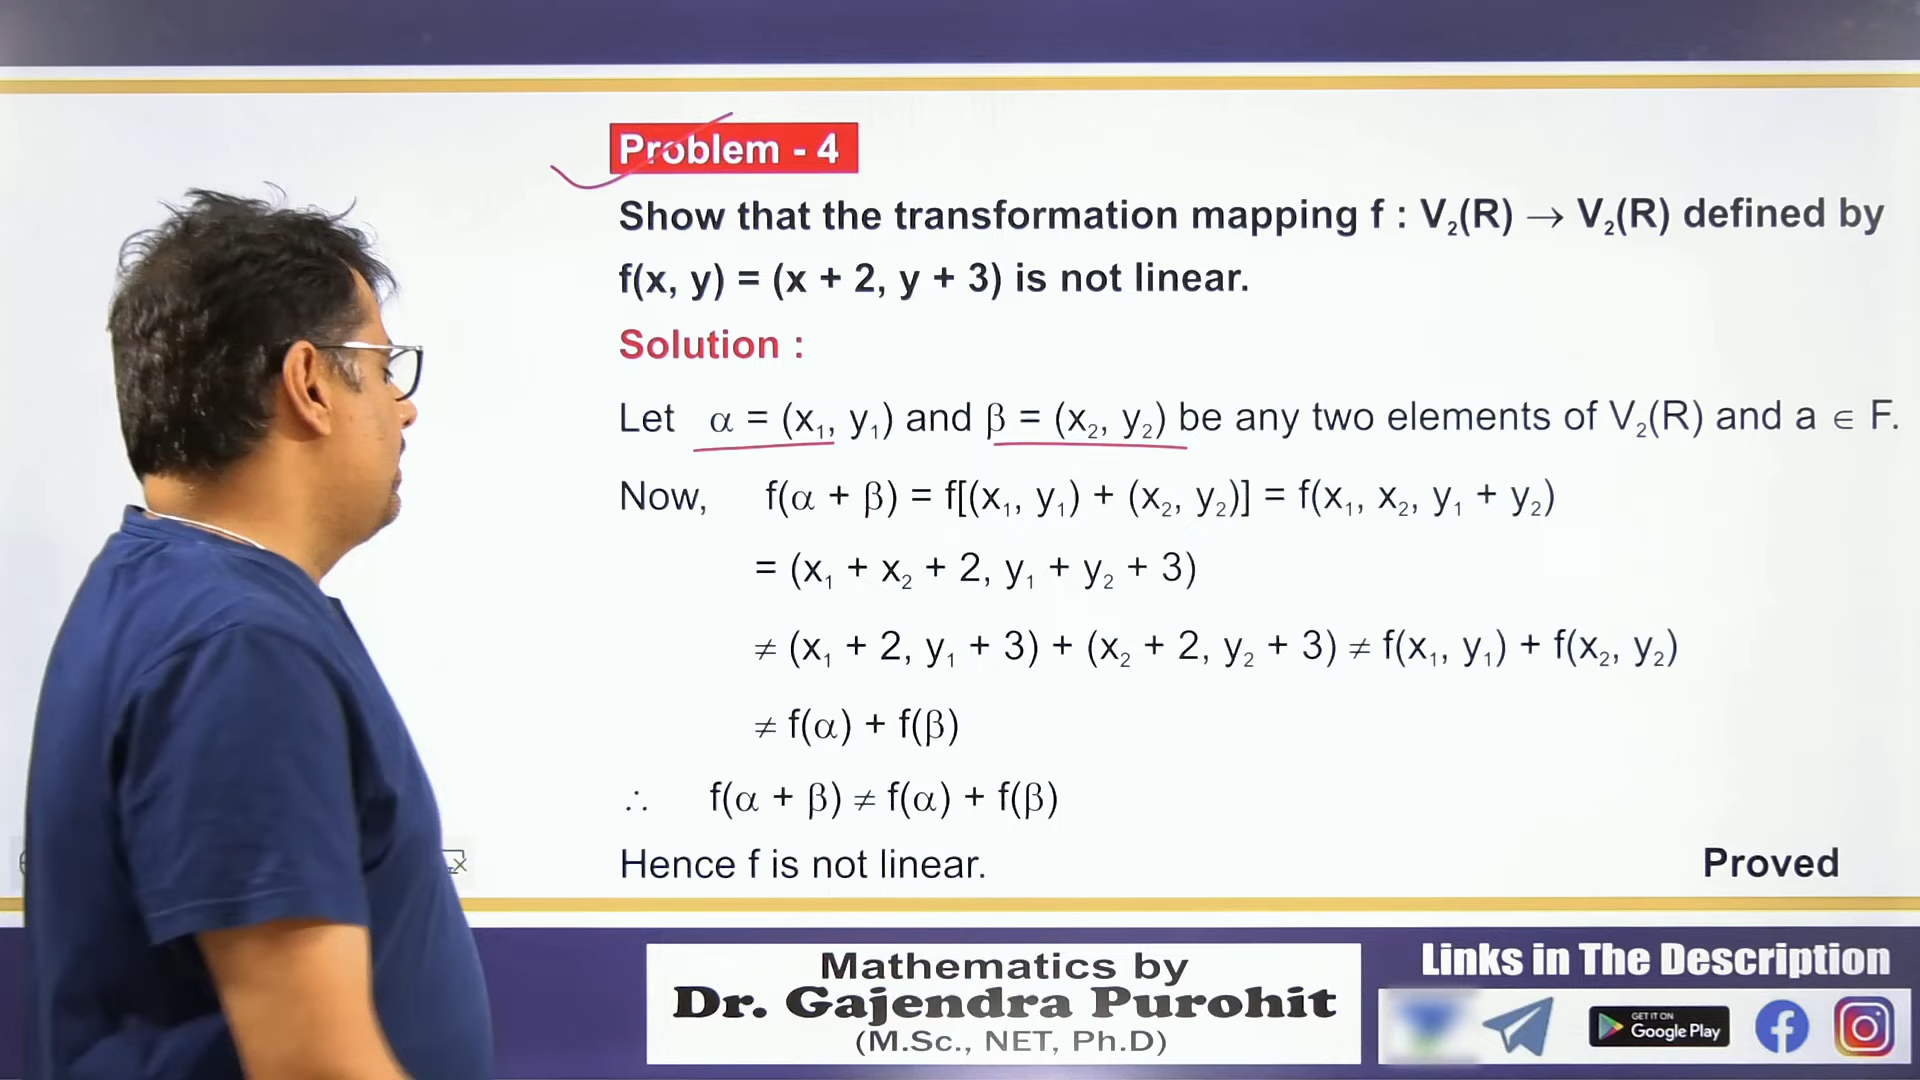 Problem - 4
Show that the transformation mapping f : V₂(R) → V₂(R) defined by
f(x, y) = (x + 2, y + 3) is not linear.
Solution :
Let α = (x₁, y₁) and β = (x₂, y₂) be any two elements of V₂(R) and a ∈ F.
Now, f(α + β) = f[(x₁, y₁) + (x₂, y₂)] = f(x₁, x₂, y₁ + y₂)
= (x₁ + x₂ + 2, y₁ + y₂ + 3)
≠ (x₁ + 2, y₁ + 3) + (x₂ + 2, y₂ + 3) ≠ f(x₁, y₁) + f(x₂, y₂)
≠ f(α) + f(β)
∴ f(α + β) ≠ f(α) + f(β)
Hence f is not linear. Proved
Mathematics by
Dr. Gajendra Purohit
(M.Sc., NET, Ph.D)
Links in The Description
GET IT ON
Google Play